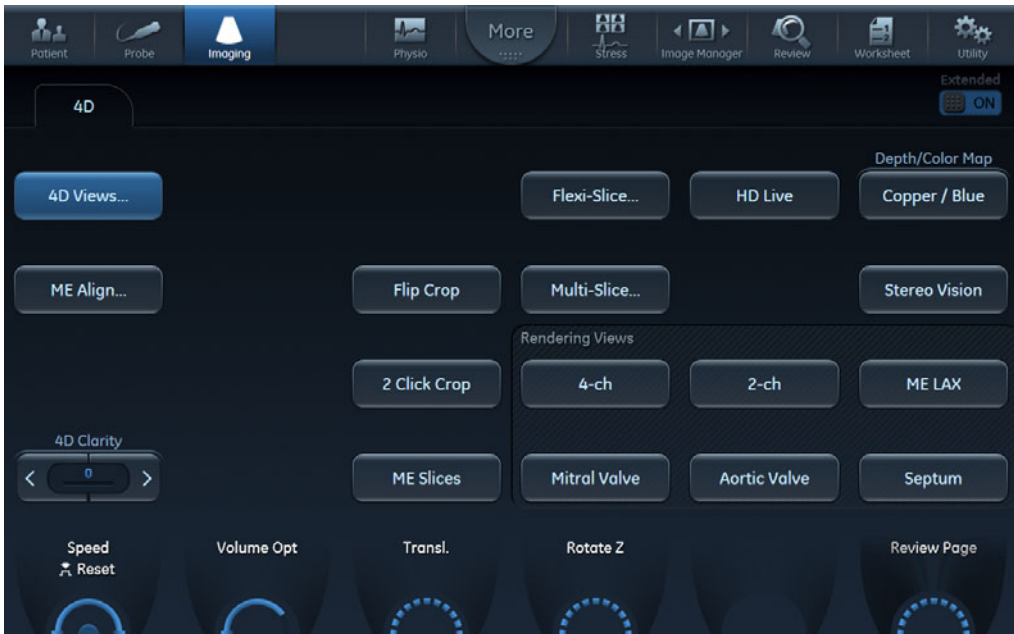 Patient
Probe
Imaging
Physio
More
Stress
Image Manager
Review
Worksheet
Utility
4D
Extended
ON
Depth/Color Map
4D Views...
Flexi-Slice...
HD Live
Copper / Blue
ME Align...
Flip Crop
Multi-Slice...
Stereo Vision
Rendering Views
2 Click Crop
4-ch
2-ch
ME LAX
4D Clarity
0
ME Slices
Mitral Valve
Aortic Valve
Septum
Speed
Reset
Volume Opt
Transl.
Rotate Z
Review Page